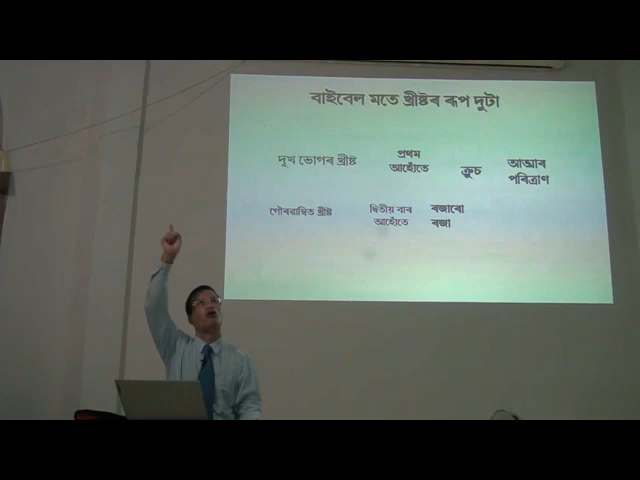 বাইবেল মতে খ্ৰীষ্টৰ ৰূপ দুটা
দূখ ভোগৰ খ্ৰীষ্ট প্ৰথম আহোঁতে ক্ৰুচ আত্মাৰ পৰিত্ৰাণ
গৌৰৱান্বিত খ্ৰীষ্ট দ্বিতীয় বাৰ আহোঁতে ৰজাৰো ৰজা